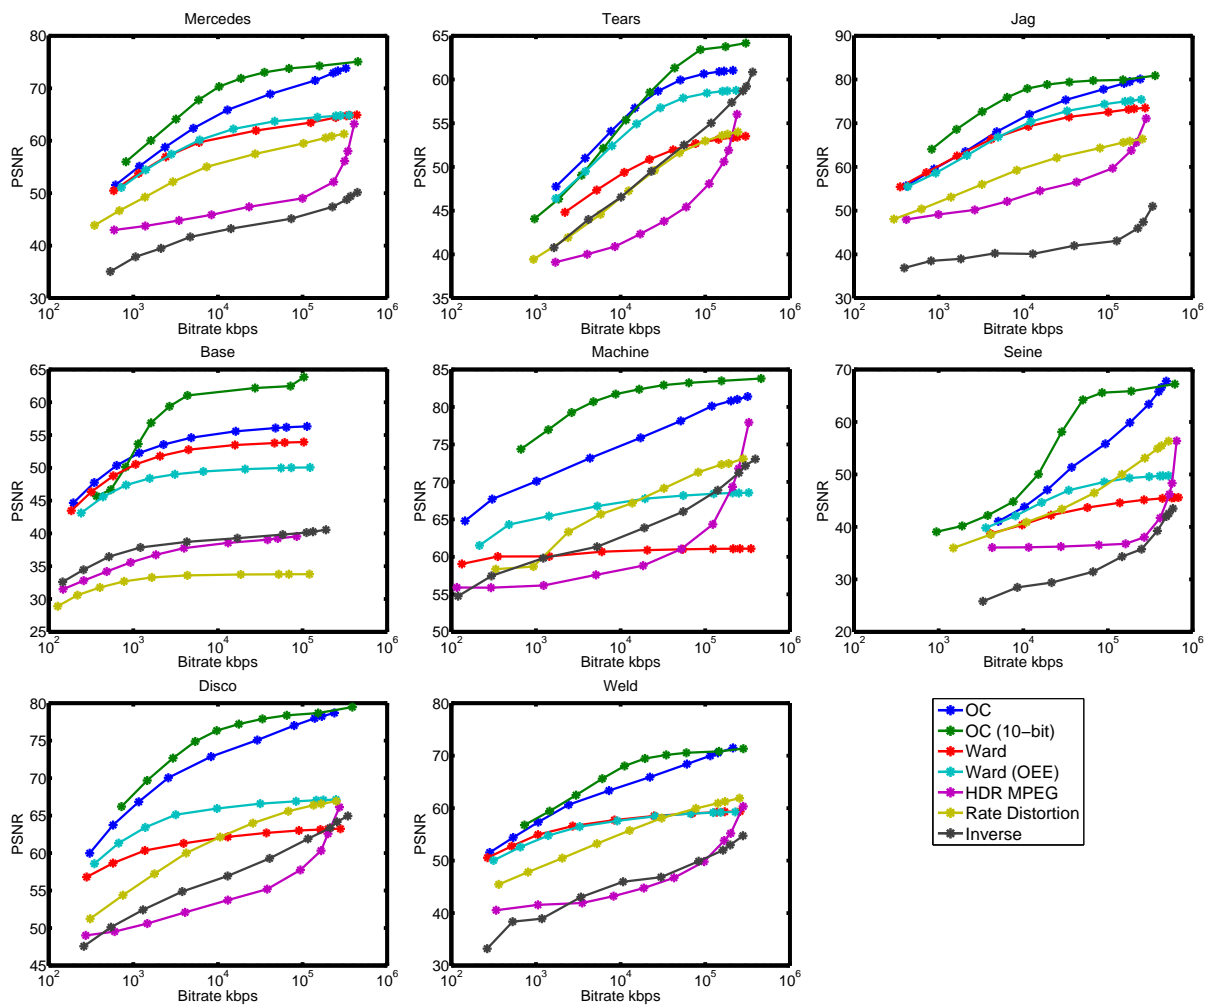 Mercedes
80
70
60
50
40
30
PSNR
10^2 10^3 10^4 10^5 10^6
Bitrate kbps
Tears
65
60
55
50
45
40
35
PSNR
10^2 10^3 10^4 10^5 10^6
Bitrate kbps
Jag
90
80
70
60
50
40
30
PSNR
10^2 10^3 10^4 10^5 10^6
Bitrate kbps
Base
65
60
55
50
45
40
35
30
25
PSNR
10^2 10^3 10^4 10^5 10^6
Bitrate kbps
Machine
85
80
75
70
65
60
55
50
PSNR
10^2 10^3 10^4 10^5 10^6
Bitrate kbps
Seine
70
60
50
40
30
20
PSNR
10^2 10^3 10^4 10^5 10^6
Bitrate kbps
Disco
80
75
70
65
60
55
50
45
PSNR
10^2 10^3 10^4 10^5 10^6
Bitrate kbps
Weld
80
70
60
50
40
30
PSNR
10^2 10^3 10^4 10^5 10^6
Bitrate kbps
OC
OC (10−bit)
Ward
Ward (OEE)
HDR MPEG
Rate Distortion
Inverse